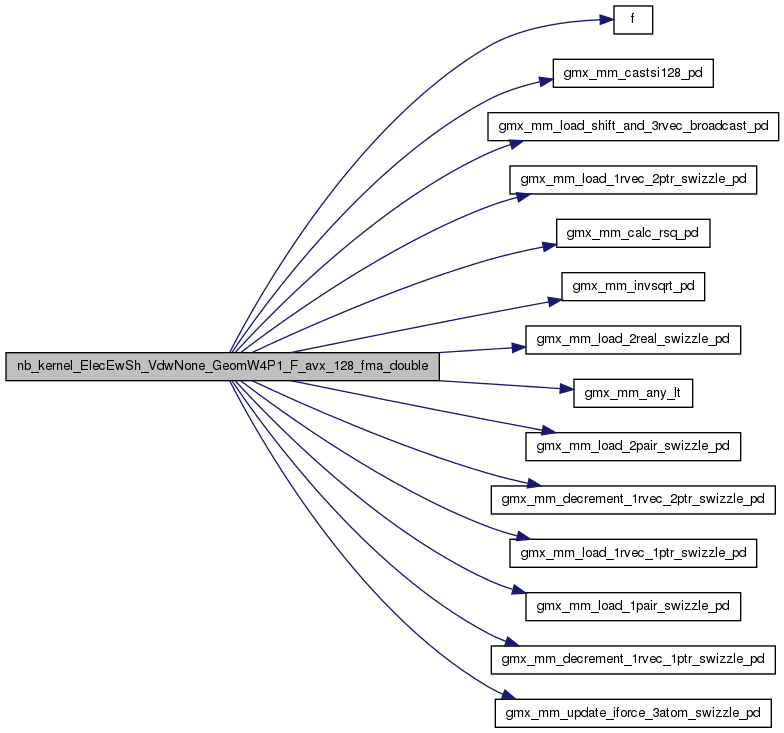 f
gmx_mm_castsi128_pd
gmx_mm_load_shift_and_3rvec_broadcast_pd
gmx_mm_load_1rvec_2ptr_swizzle_pd
gmx_mm_calc_rsq_pd
gmx_mm_invsqrt_pd
gmx_mm_load_2real_swizzle_pd
nb_kernel_ElecEwSh_VdwNone_GeomW4P1_F_avx_128_fma_double
gmx_mm_any_lt
gmx_mm_load_2pair_swizzle_pd
gmx_mm_decrement_1rvec_2ptr_swizzle_pd
gmx_mm_load_1rvec_1ptr_swizzle_pd
gmx_mm_load_1pair_swizzle_pd
gmx_mm_decrement_1rvec_1ptr_swizzle_pd
gmx_mm_update_iforce_3atom_swizzle_pd